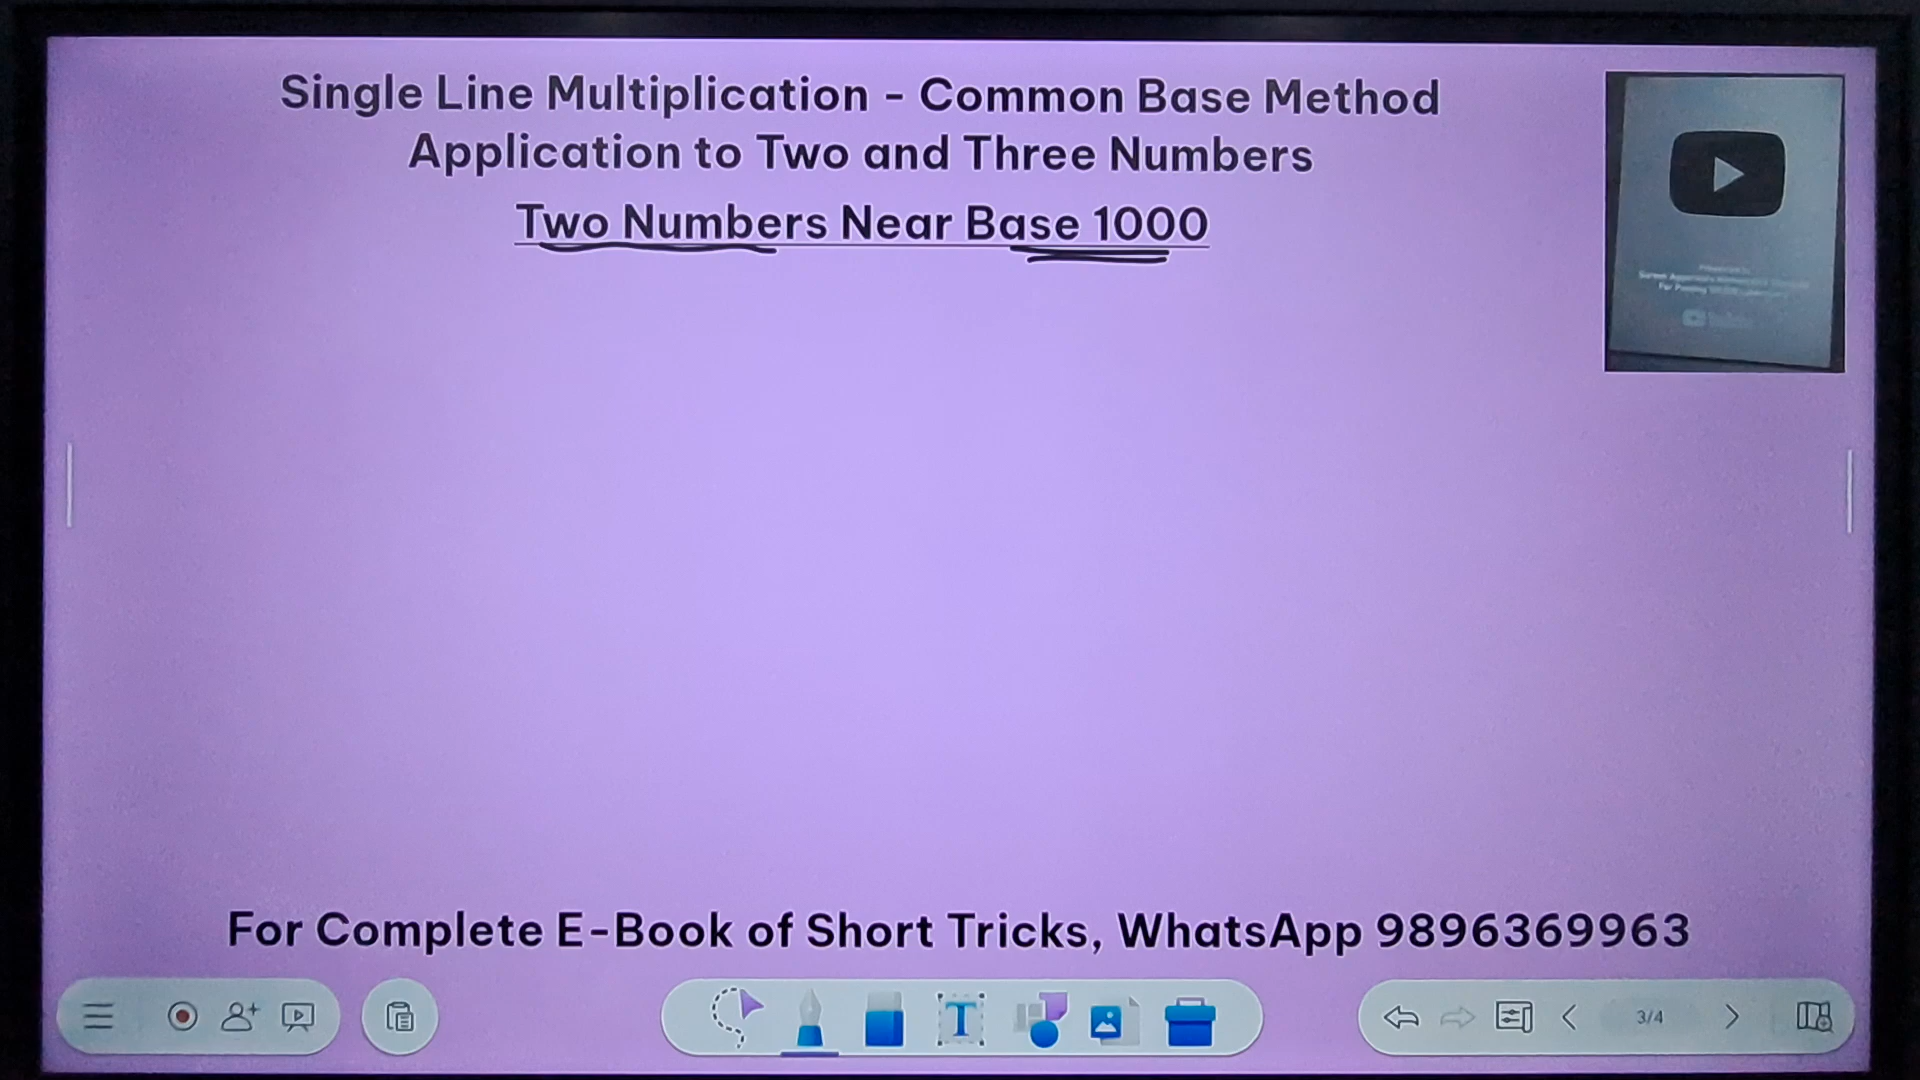 Single Line Multiplication - Common Base Method
Application to Two and Three Numbers
Two Numbers Near Base 1000
For Complete E-Book of Short Tricks, WhatsApp 9896369963
T
3/4